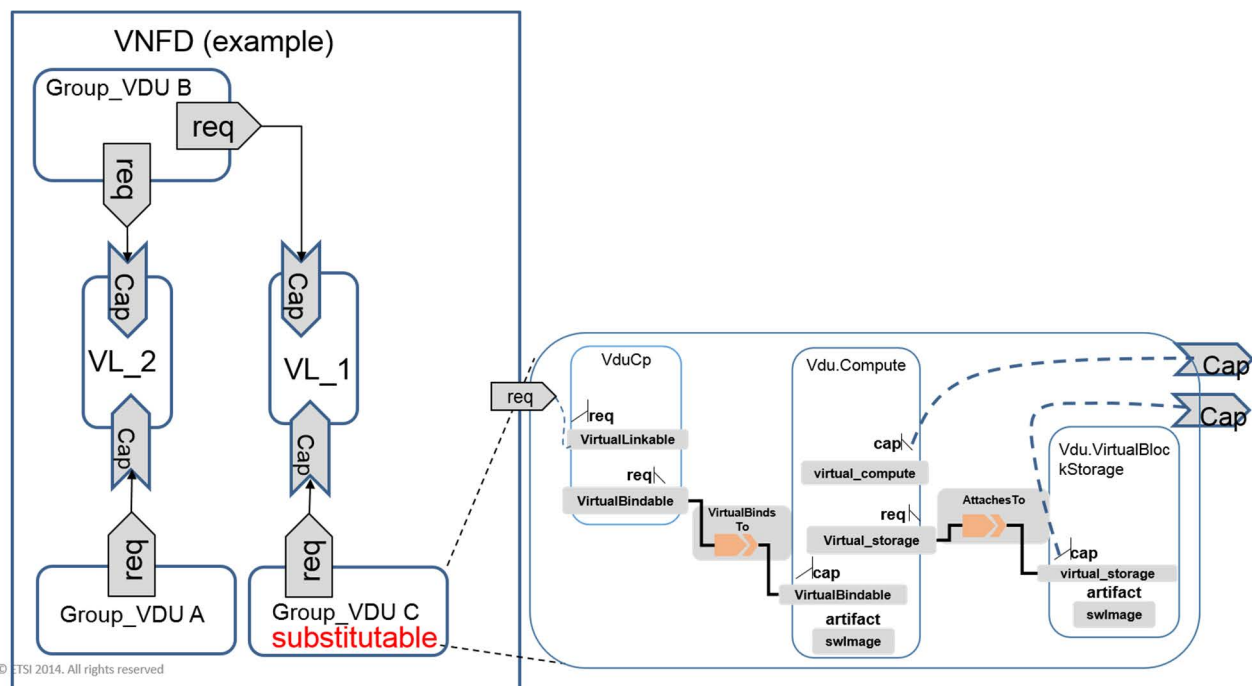 VNFD (example)
Group_VDU B
req
req
Cap
Cap
VL_2
VL_1
Cap
Cap
req
req
Group_VDU A
Group_VDU C
substitutable
req
VduCp
req
VirtualLinkable
req
VirtualBindable
VirtualBinds
To
Vdu.Compute
cap
virtual_compute
req
Virtual_storage
cap
VirtualBindable
artifact
swImage
AttachesTo
Cap
Cap
Vdu.VirtualBloc
kStorage
cap
virtual_storage
artifact
swImage
© ETSI 2014. All rights reserved